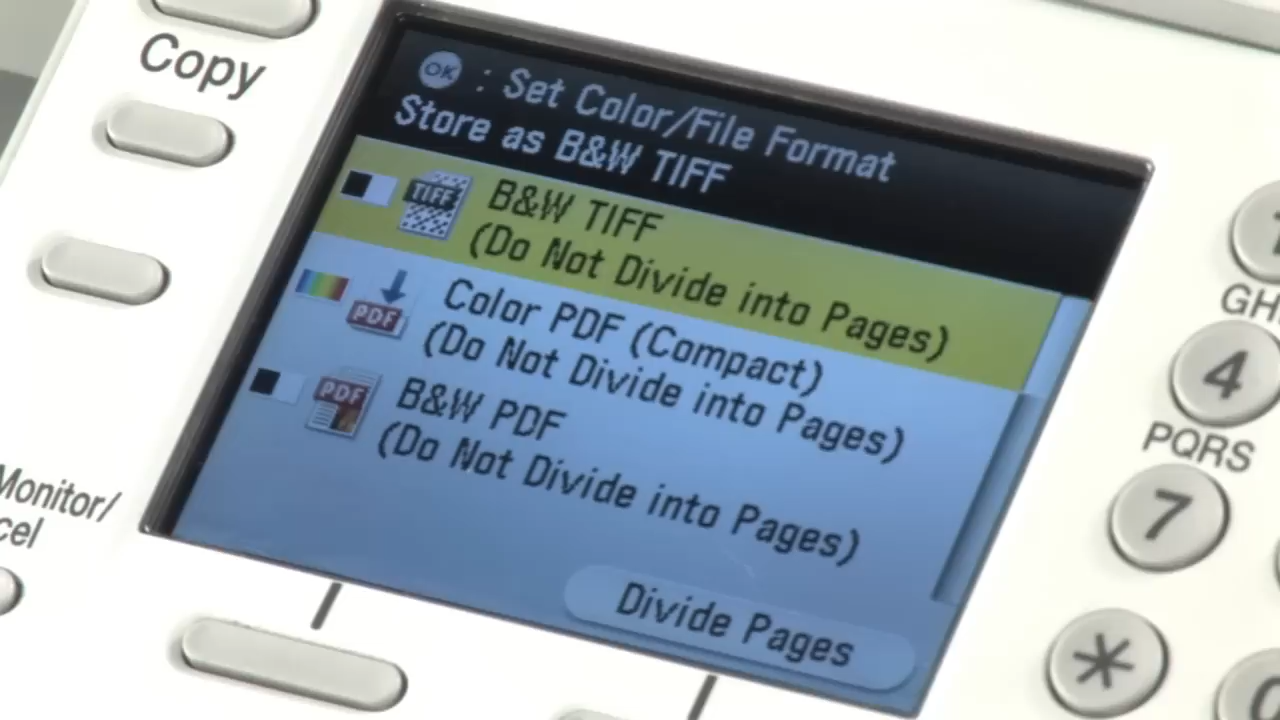 Copy
OK : Set Color/File Format
Store as B&W TIFF
TIFF
B&W TIFF
(Do Not Divide into Pages)
PDF
Color PDF (Compact)
(Do Not Divide into Pages)
PDF
B&W PDF
(Do Not Divide into Pages)
Divide Pages
Monitor/
GH
4
PQRS
7
*